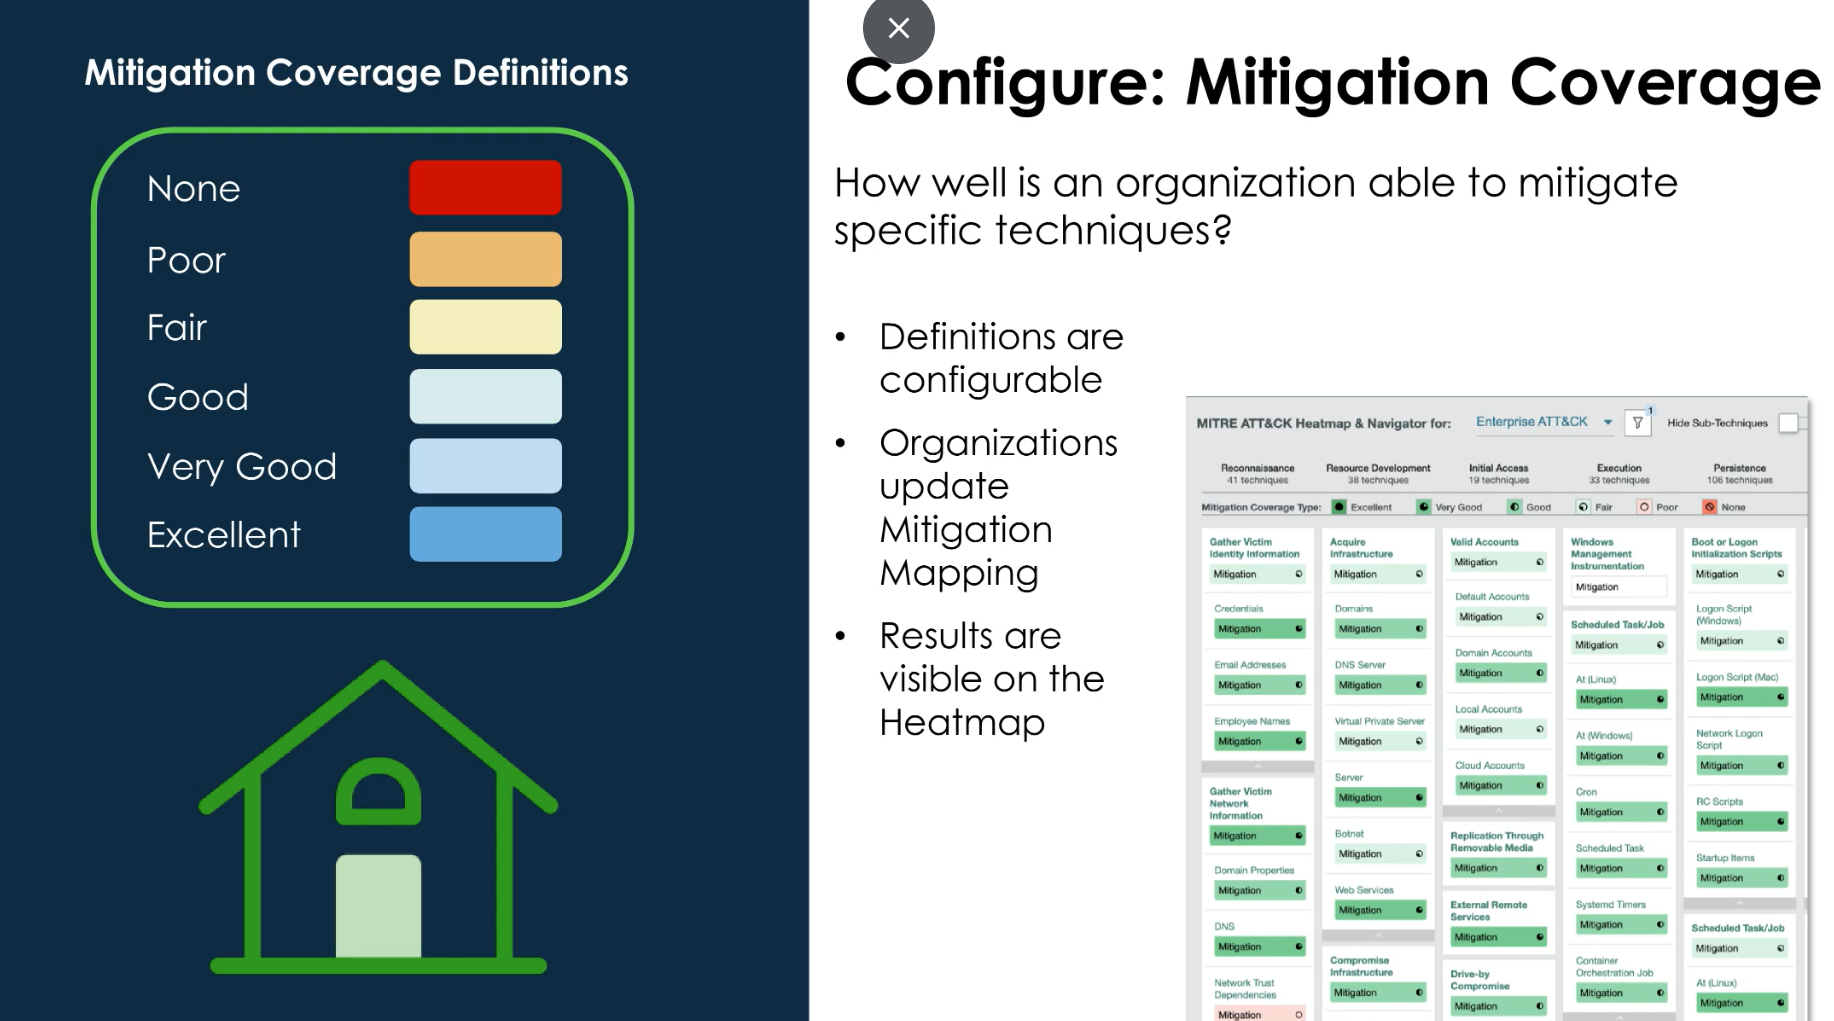 Mitigation Coverage Definitions
None
Poor
Fair
Good
Very Good
Excellent
Configure: Mitigation Coverage
How well is an organization able to mitigate
specific techniques?
• Definitions are
configurable
• Organizations
update
Mitigation
Mapping
• Results are
visible on the
Heatmap
MITRE ATT&CK Heatmap & Navigator for:
Enterprise ATT&CK
1
Hide Sub-Techniques
Reconnaissance
41 techniques
Resource Development
38 techniques
Initial Access
19 techniques
Execution
33 techniques
Persistence
106 techniques
Mitigation Coverage Type: Excellent Very Good Good Fair Poor None
Gather Victim
Identity Information
Mitigation
Credentials
Mitigation
Email Addresses
Mitigation
Employee Names
Mitigation
Gather Victim
Network
Information
Mitigation
Domain Properties
Mitigation
DNS
Mitigation
Network Trust
Dependencies
Mitigation
Acquire
Infrastructure
Mitigation
Domains
Mitigation
DNS Server
Mitigation
Virtual Private Server
Mitigation
Server
Mitigation
Botnet
Mitigation
Web Services
Mitigation
Compromise
Infrastructure
Mitigation
Valid Accounts
Mitigation
Default Accounts
Mitigation
Domain Accounts
Mitigation
Local Accounts
Mitigation
Cloud Accounts
Mitigation
Replication Through
Removable Media
Mitigation
External Remote
Services
Mitigation
Drive-by
Compromise
Mitigation
Windows
Management
Instrumentation
Mitigation
Scheduled Task/Job
Mitigation
At (Linux)
Mitigation
At (Windows)
Mitigation
Cron
Mitigation
Scheduled Task
Mitigation
Systemd Timers
Mitigation
Container
Orchestration Job
Mitigation
Boot or Logon
Initialization Scripts
Mitigation
Logon Script
(Windows)
Mitigation
Logon Script (Mac)
Mitigation
Network Logon
Script
Mitigation
RC Scripts
Mitigation
Startup Items
Mitigation
Scheduled Task/Job
Mitigation
At (Linux)
Mitigation